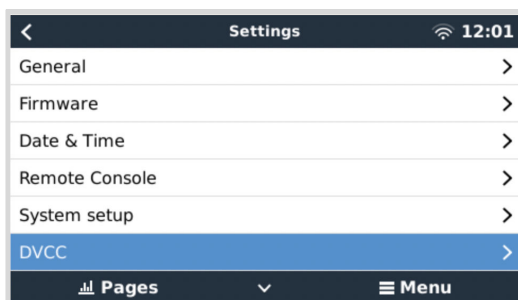 Settings 12:01
General
Firmware
Date & Time
Remote Console
System setup
DVCC
Pages Menu